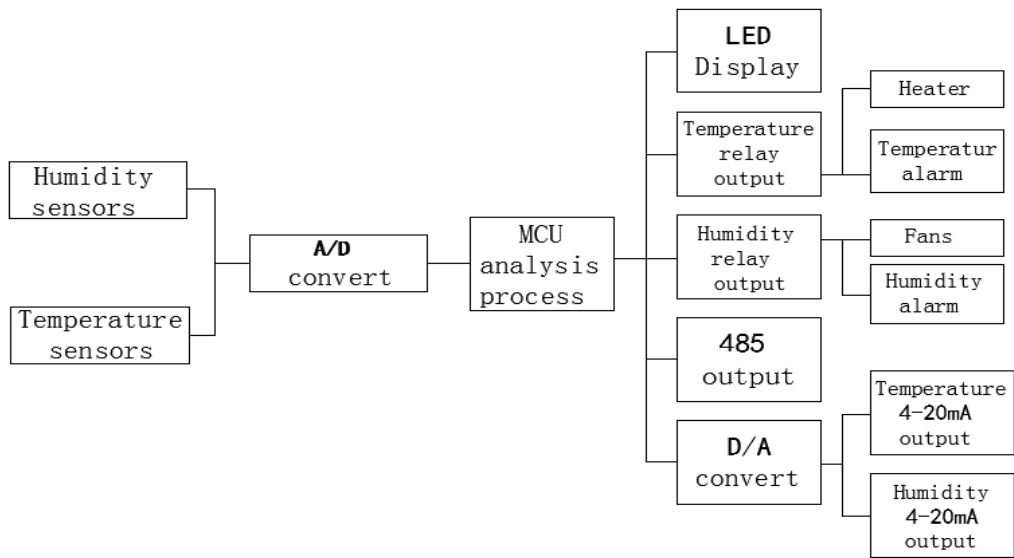 Humidity
sensors
Temperature
sensors
A/D
convert
MCU
analysis
process
LED
Display
Temperature
relay
output
Heater
Temperatur
alarm
Humidity
relay
output
Fans
Humidity
alarm
485
output
D/A
convert
Temperature
4-20mA
output
Humidity
4-20mA
output